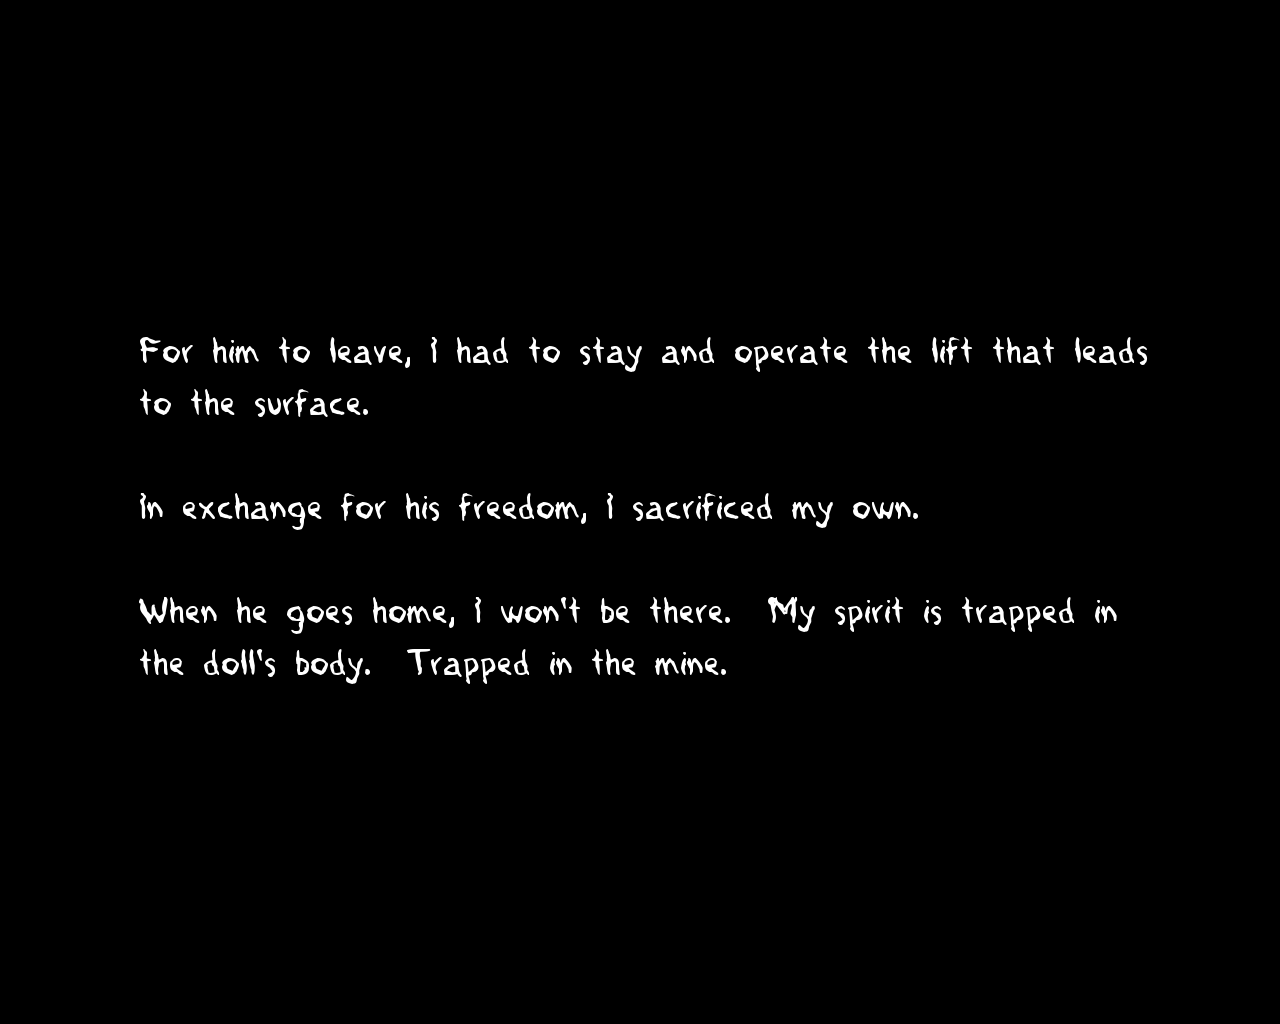 For him to leave, I had to stay and operate the lift that leads
to the surface.
In exchange for his freedom, I sacrificed my own.
When he goes home, I won't be there.  My spirit is trapped in
the doll's body.  Trapped in the mine.